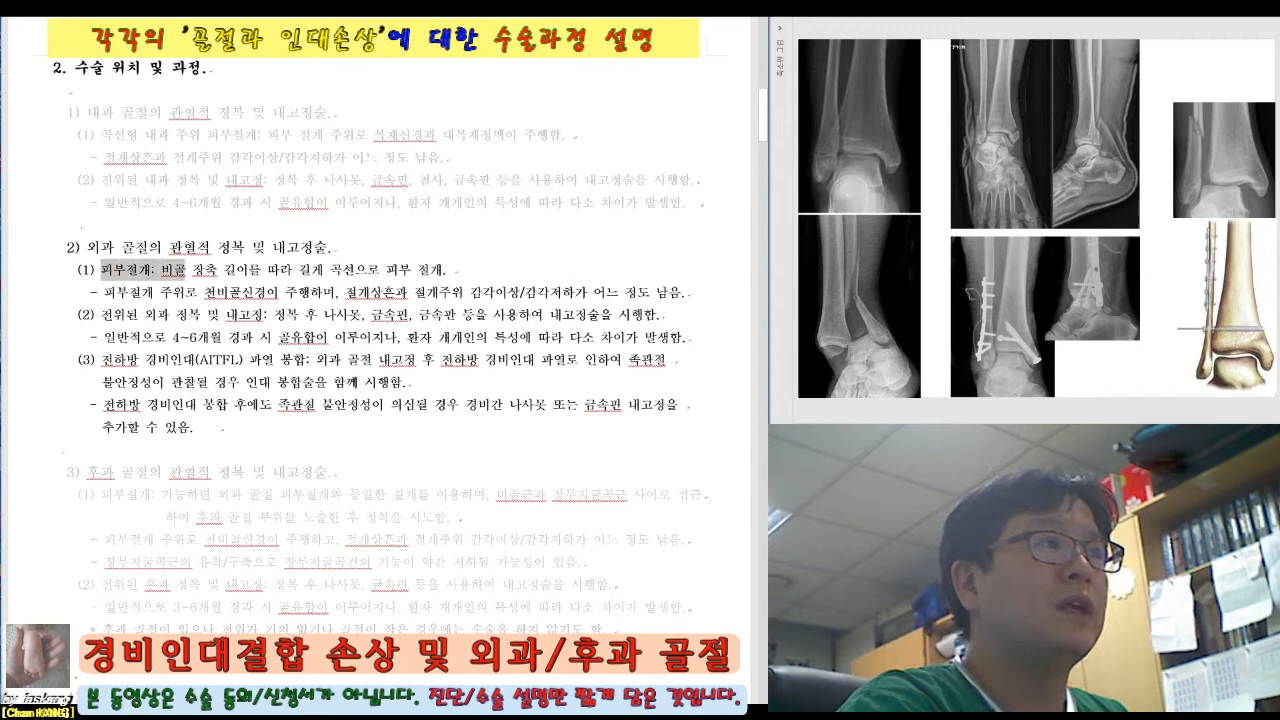 각각의 '골절과 인대손상'에 대한 수술과정 설명
2. 수술 위치 및 과정.
1) 내과 골절의 관혈적 정복 및 내고정술.
(1) 곡선형 내과 주위 피부절개: 피부 절개 주위로 복재신경과 대복재정맥이 주행함.
- 절개상흔과 절개주위 감각이상/감각저하가 어느 정도 남음.
(2) 전위된 내과 정복 및 내고정: 정복 후 나사못, 금속핀, 철사, 금속판 등을 사용하여 내고정술을 시행함.
- 일반적으로 4~6개월 경과 시 골유합이 이루어지나, 환자 개개인의 특성에 따라 다소 차이가 발생함.
2) 외과 골절의 관혈적 정복 및 내고정술.
(1) 피부절개: 비골 장축 길이를 따라 길게 곡선으로 피부 절개.
- 피부절개 주위로 천비골신경이 주행하며, 절개상흔과 절개주위 감각이상/감각저하가 어느 정도 남음.
(2) 전위된 외과 정복 및 내고정: 정복 후 나사못, 금속핀, 금속판 등을 사용하여 내고정술을 시행함.
- 일반적으로 4~6개월 경과 시 골유합이 이루어지나, 환자 개개인의 특성에 따라 다소 차이가 발생함.
(3) 전하방 경비인대(AITFL) 파열 봉합: 외과 골절 내고정 후 전하방 경비인대 파열로 인하여 족관절
불안정성이 관찰될 경우 인대 봉합술을 함께 시행함.
- 전하방 경비인대 봉합 후에도 족관절 불안정성이 의심될 경우 경비간 나사못 또는 금속핀 내고정을
추가할 수 있음.
3) 후과 골절의 관혈적 정복 및 내고정술.
(1) 피부절개: 가능하면 외과 골절 피부절개와 동일한 절개를 이용하며, 비골근과 장무지굴곡근 사이로 접근
하여 후과 골절 부위를 노출한 후 정복을 시도함.
- 피부절개 주위로 천비골신경이 주행하고, 절개상흔과 절개주위 감각이상/감각저하가 어느 정도 남음.
- 장무지굴곡근의 유착/구축으로 장무지굴곡건의 기능이 약간 저하될 가능성이 있음.
(2) 전위된 후과 정복 및 내고정: 정복 후 나사못, 금속판 등을 사용하여 내고정술을 시행함.
- 일반적으로 3~6개월 경과 시 골유합이 이루어지나, 환자 개개인의 특성에 따라 다소 차이가 발생함.
* 후과 골절이 있으나 전위가 거의 없거나 골절이 작은 경우에는 수술을 하지 않기도 함.
경비인대결합 손상 및 외과/후과 골절
본 동영상은 수술 동의/신청서가 아닙니다. 진단/수술 설명만 짧게 담은 것입니다.